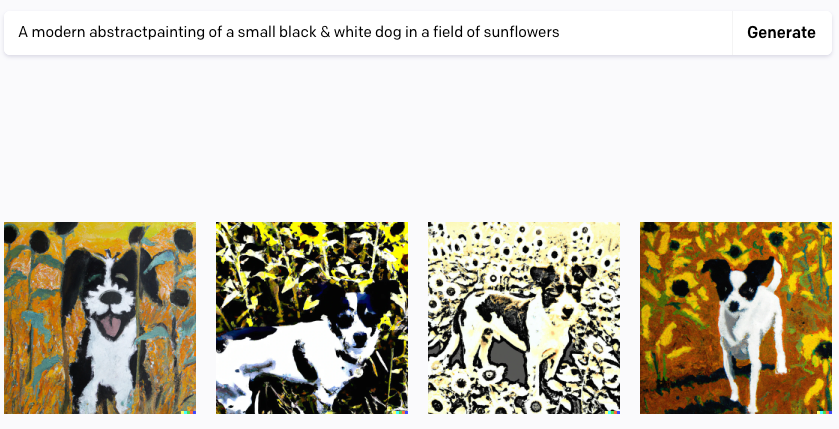 A modern abstractpainting of a small black & white dog in a field of sunflowers
Generate